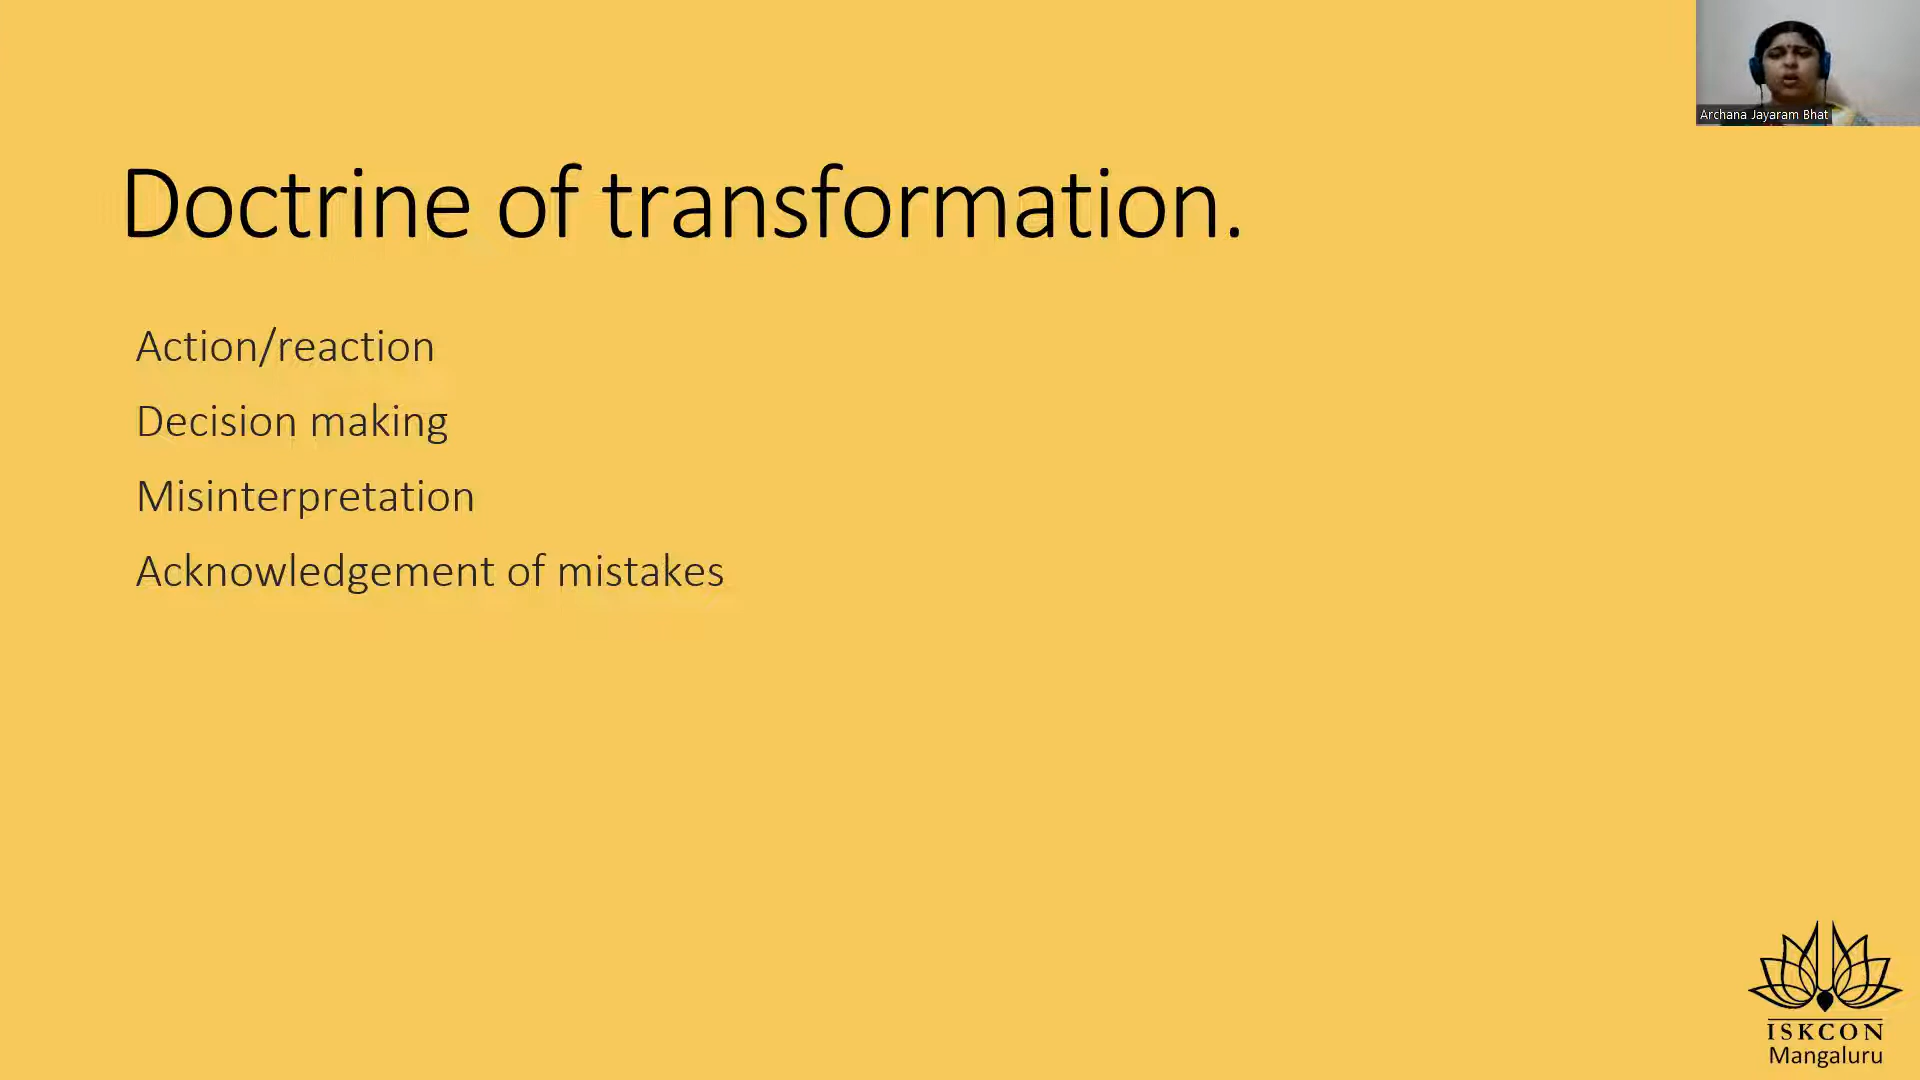 Archana Jayaram Bhat
Doctrine of transformation.
Action/reaction
Decision making
Misinterpretation
Acknowledgement of mistakes
ISKCON
Mangaluru